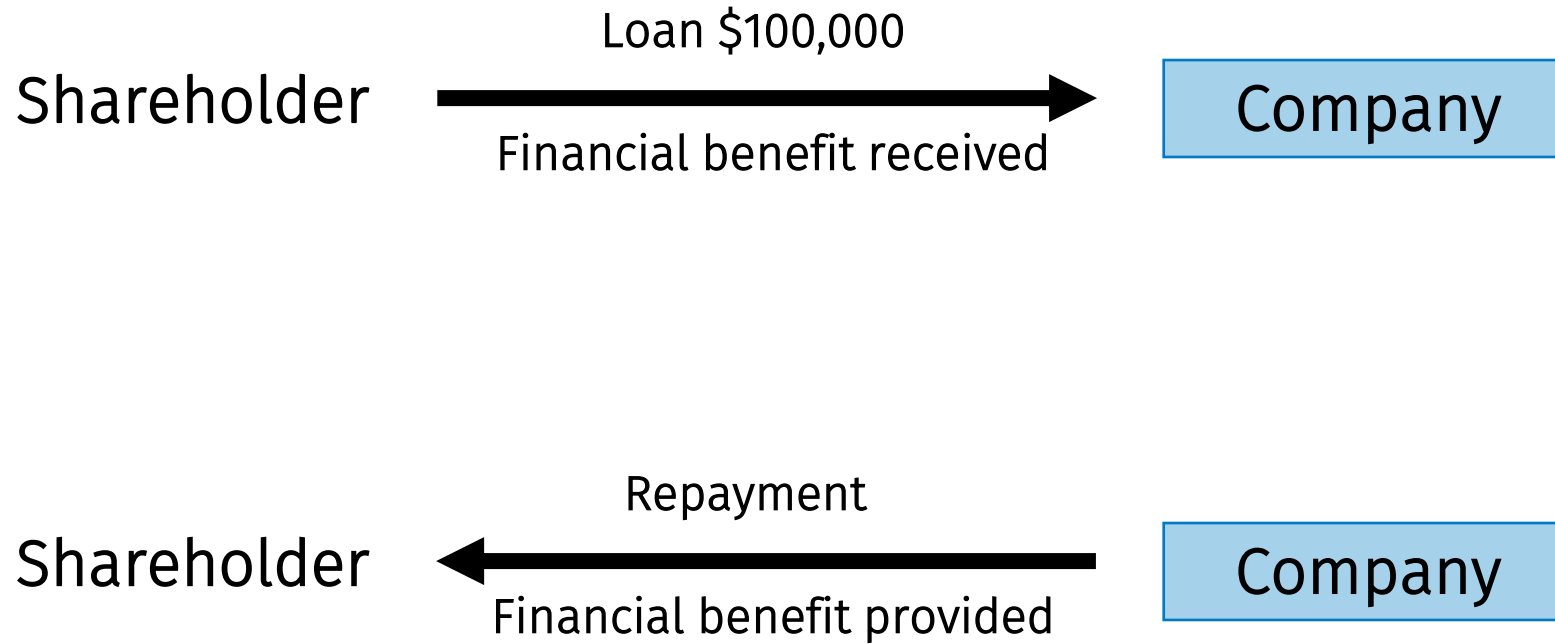 Loan $100,000
Shareholder
Company
Financial benefit received
Repayment
Shareholder
Company
Financial benefit provided